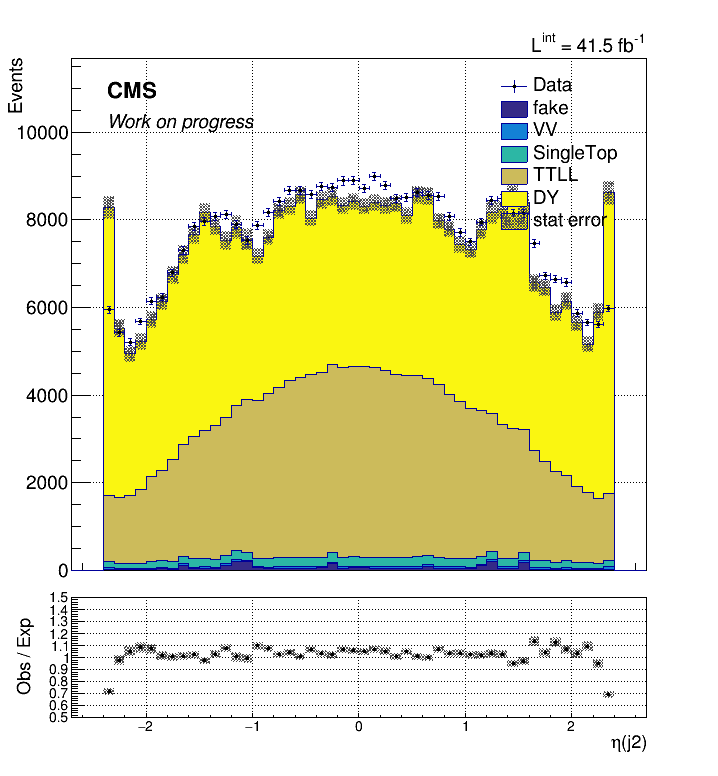 L^int = 41.5 fb^-1
Events
CMS
Work on progress
Data
fake
VV
SingleTop
TTLL
DY
stat error
10000
8000
6000
4000
2000
0
Obs / Exp
1.5
1.4
1.3
1.2
1.1
1
0.9
0.8
0.7
0.6
0.5
−2
−1
0
1
2
η(j2)